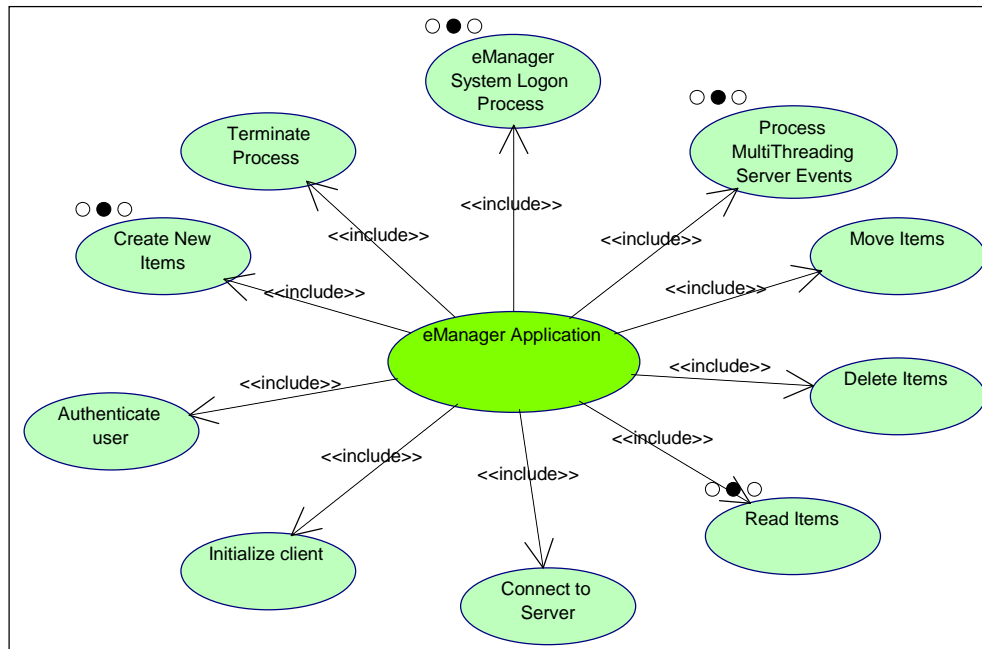 eManager
System Logon
Process
Process
MultiThreading
Server Events
Terminate
Process
<<include>>
<<include>>
<<include>>
Create New
Items
Move Items
<<include>>
<<include>>
eManager Application
<<include>>
Delete Items
<<include>>
Authenticate
user
<<include>>
<<include>>
<<include>>
Read Items
Initialize client
Connect to
Server